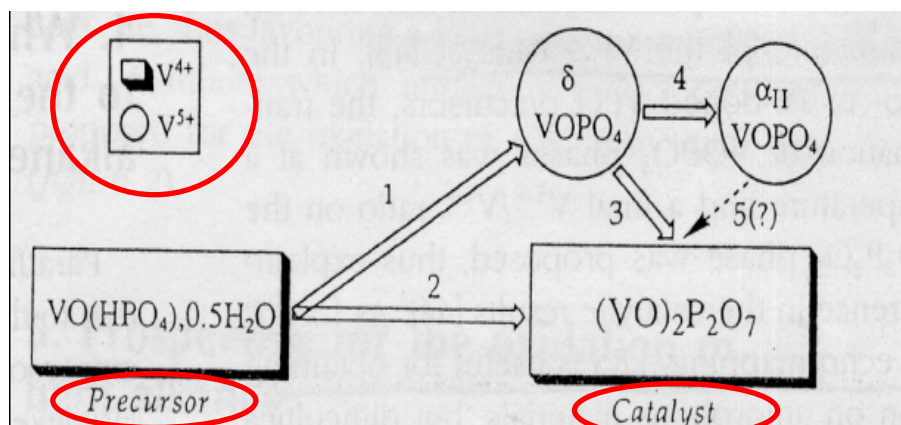 V⁴⁺
V⁵⁺
δ
VOPO₄
4
αII
VOPO₄
1
3
5(?)
2
VO(HPO₄),0.5H₂O
(VO)₂P₂O₇
Precursor
Catalyst